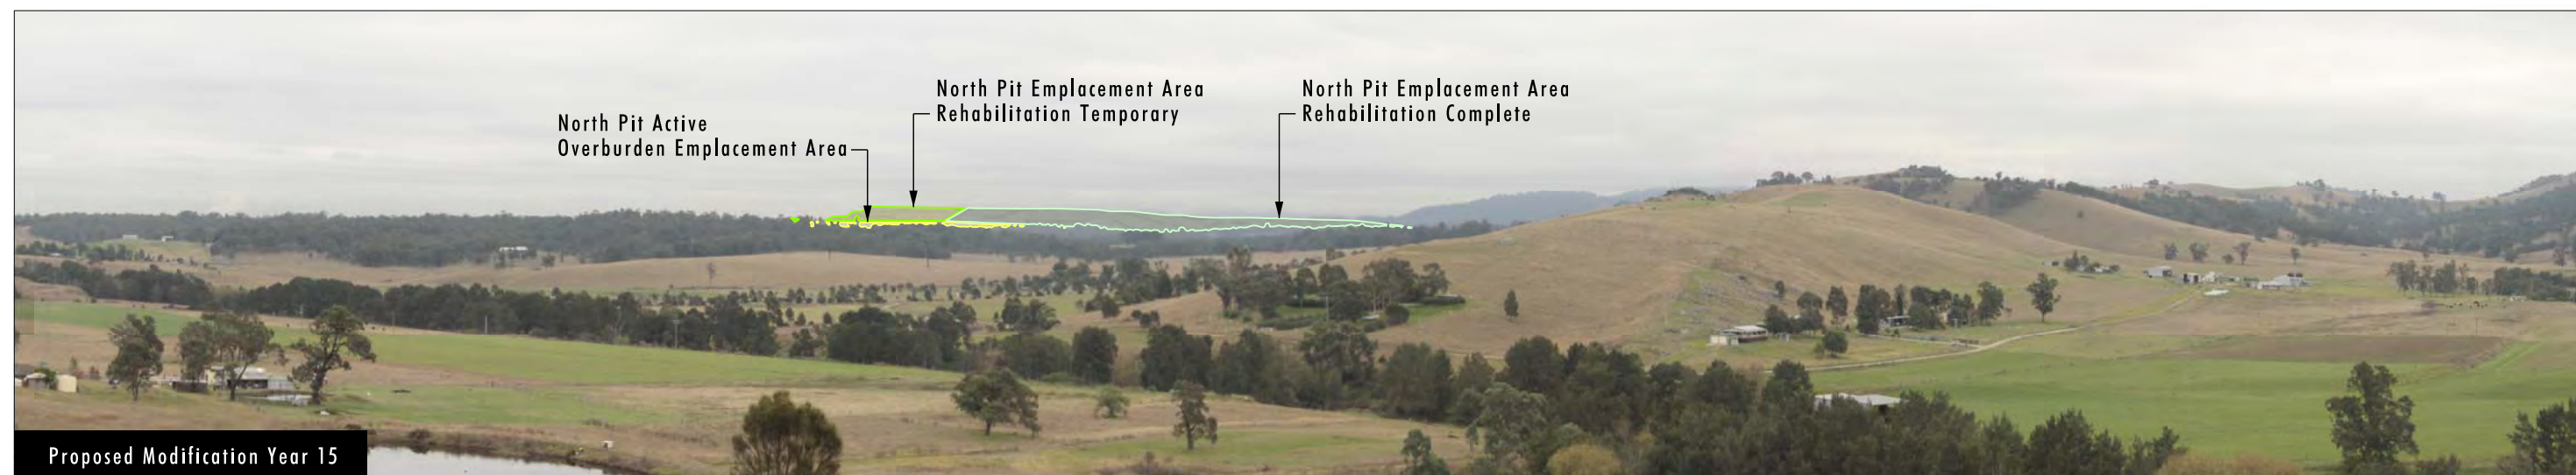 North Pit Active
Overburden Emplacement Area
North Pit Emplacement Area
Rehabilitation Temporary
North Pit Emplacement Area
Rehabilitation Complete
Proposed Modification Year 15